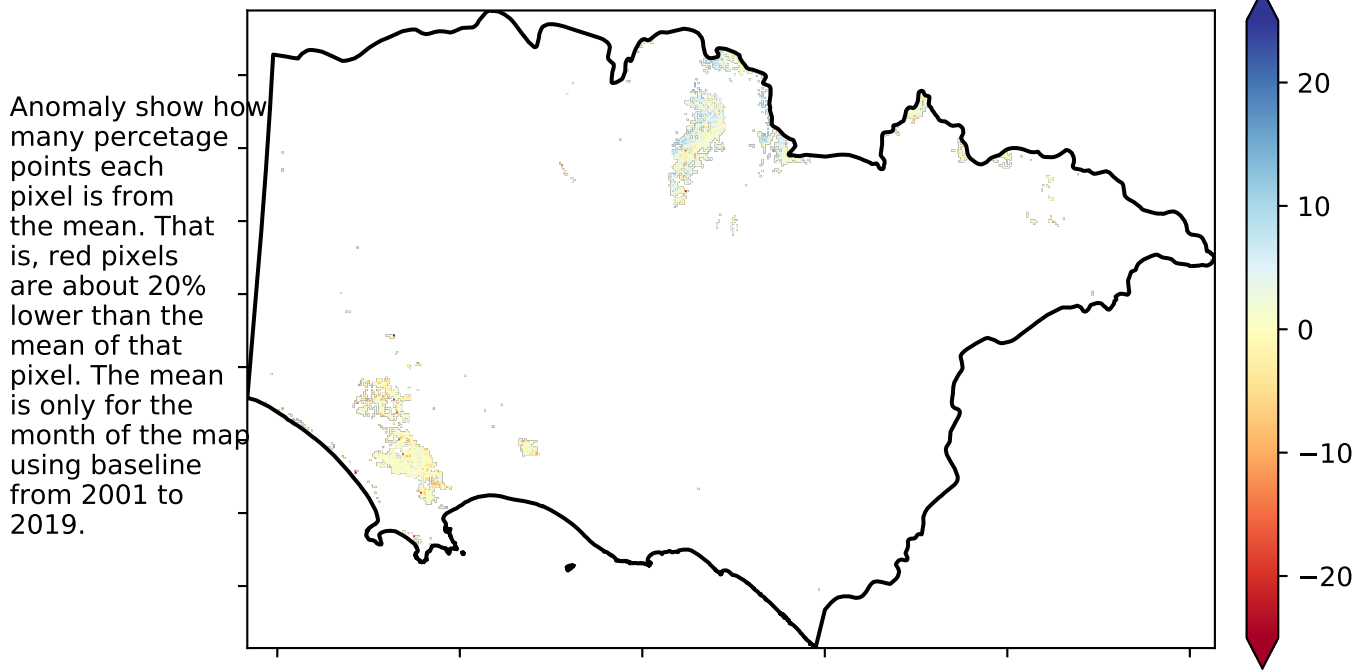 Anomaly show how
many percetage
points each
pixel is from
the mean. That
is, red pixels
are about 20%
lower than the
mean of that
pixel. The mean
is only for the
month of the map
using baseline
from 2001 to
2019.
20
10
0
−10
−20